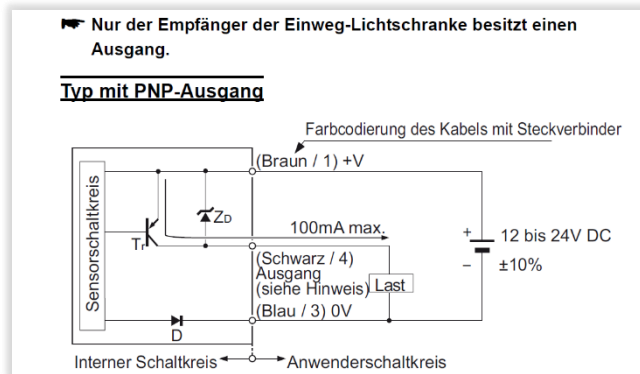 ☛ Nur der Empfänger der Einweg-Lichtschranke besitzt einen
Ausgang.
Typ mit PNP-Ausgang
Farbcodierung des Kabels mit Steckverbinder
(Braun / 1) +V
Sensorschaltkreis
Tr
ZD
100mA max.
(Schwarz / 4)
Ausgang
(siehe Hinweis)
Last
+
12 bis 24V DC
–
±10%
(Blau / 3) 0V
D
Interner Schaltkreis
Anwenderschaltkreis